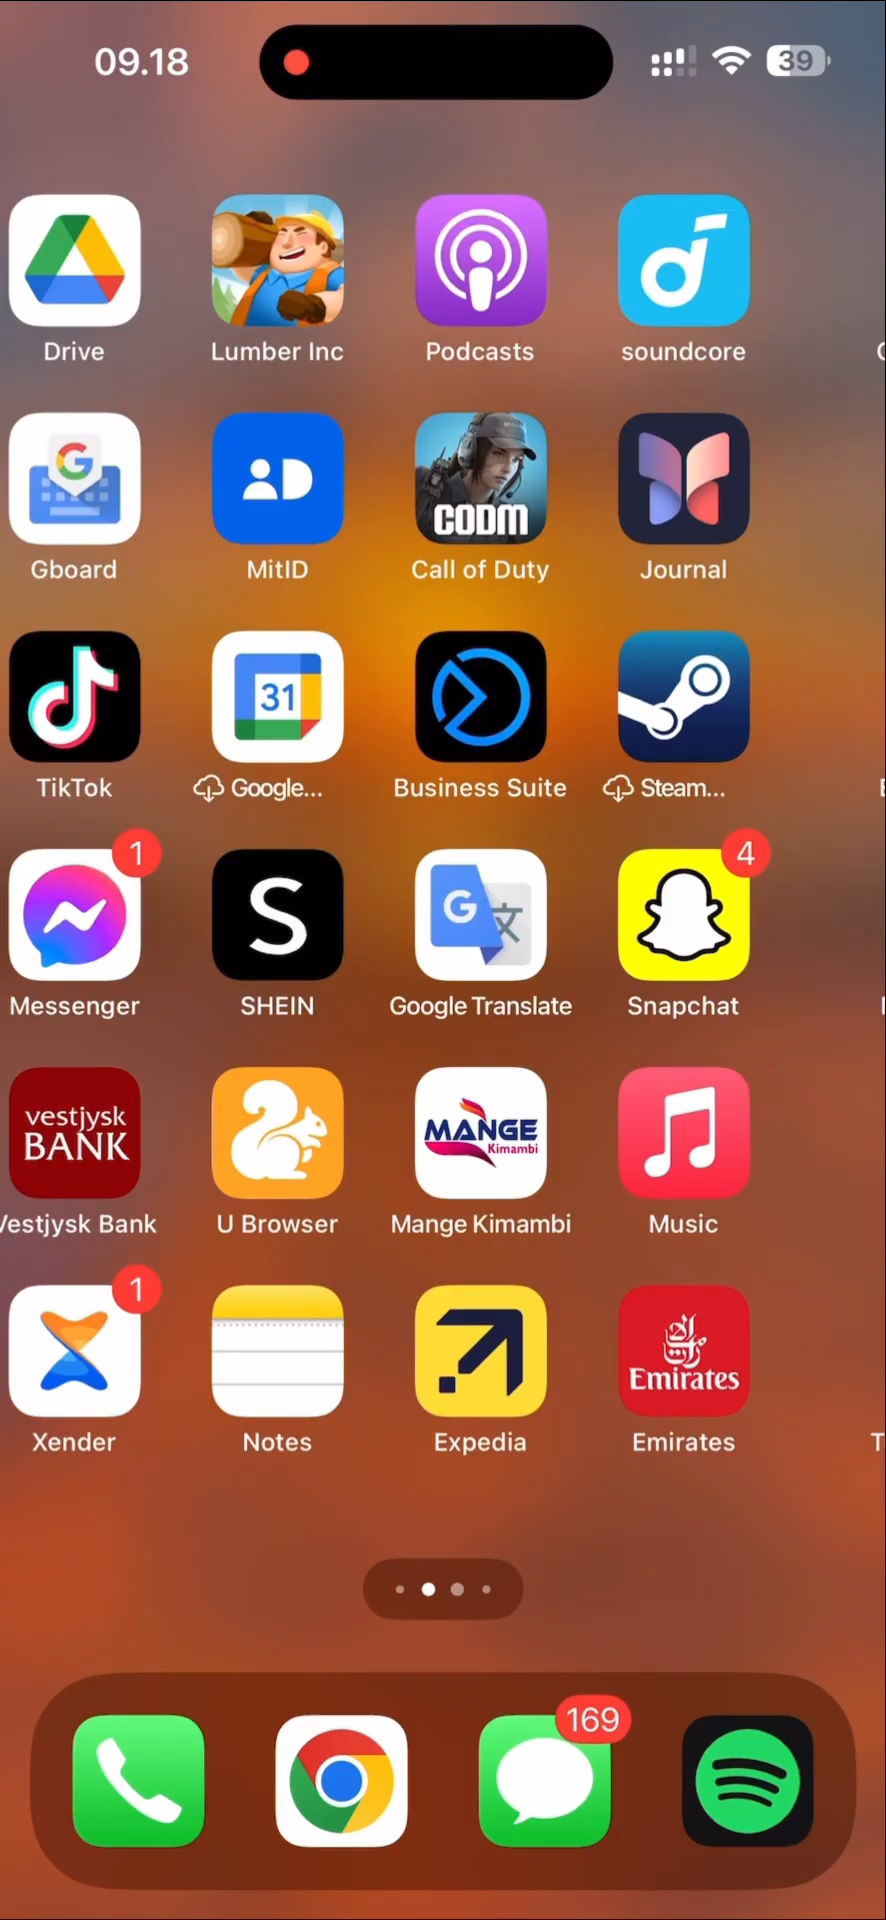 09.18
39
Drive
Lumber Inc
Podcasts
soundcore
Gboard
MitID
CODM
Call of Duty
Journal
TikTok
31
Google...
Business Suite
Steam...
1
Messenger
S
SHEIN
G 文
Google Translate
4
Snapchat
vestjysk
BANK
Vestjysk Bank
U Browser
MANGE
Kimambi
Mange Kimambi
Music
1
Xender
Notes
Expedia
Emirates
Emirates
169